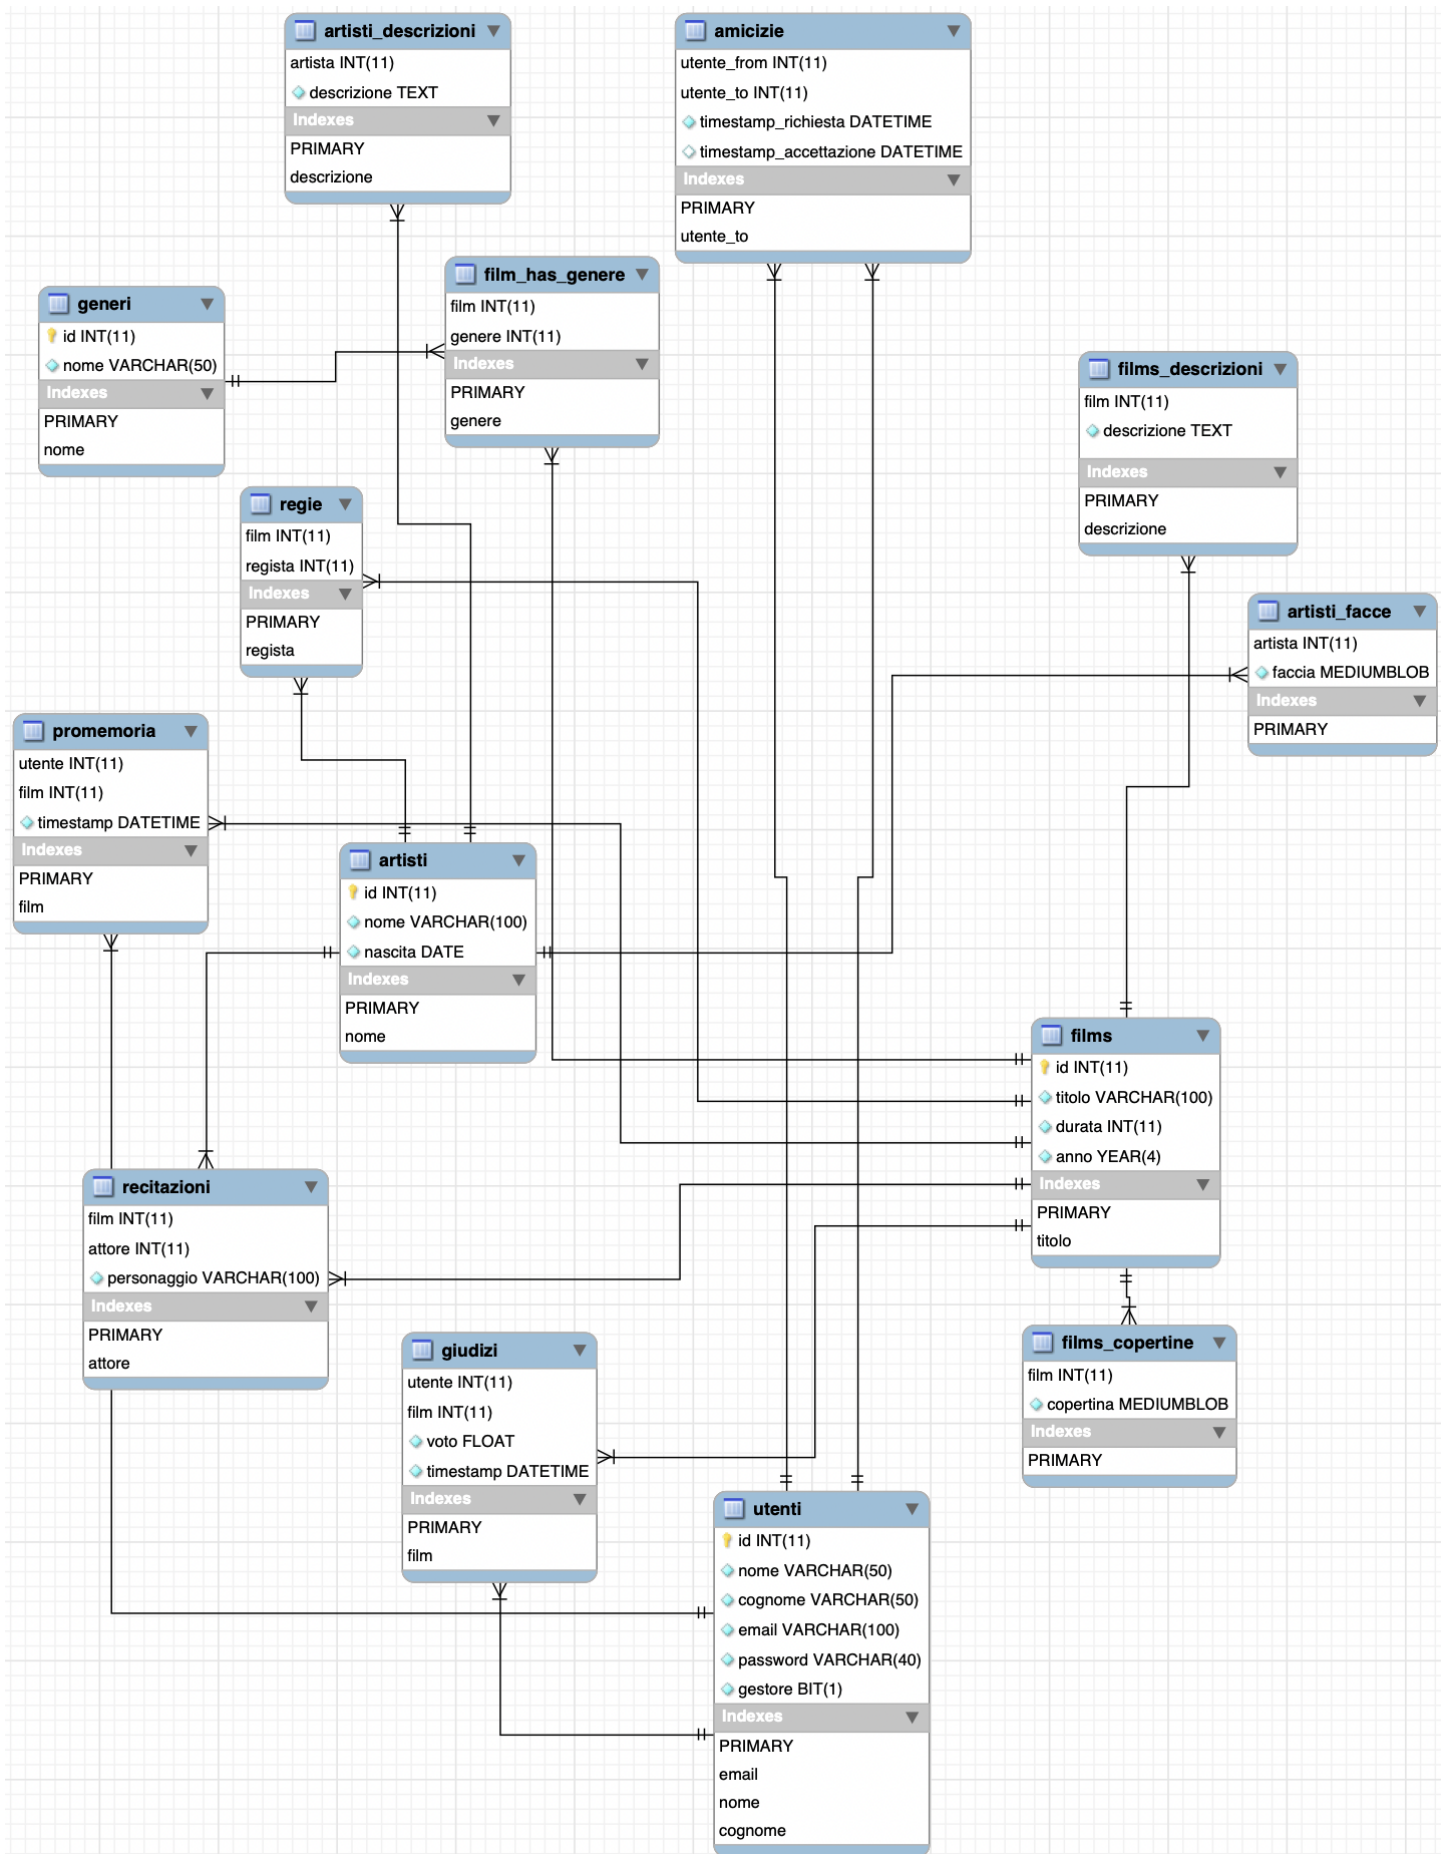 artisti_descrizioni
artista INT(11)
descrizione TEXT
Indexes
PRIMARY
descrizione
amicizie
utente_from INT(11)
utente_to INT(11)
timestamp_richiesta DATETIME
timestamp_accettazione DATETIME
Indexes
PRIMARY
utente_to
film_has_genere
film INT(11)
genere INT(11)
Indexes
PRIMARY
genere
generi
id INT(11)
nome VARCHAR(50)
Indexes
PRIMARY
nome
films_descrizioni
film INT(11)
descrizione TEXT
Indexes
PRIMARY
descrizione
regie
film INT(11)
regista INT(11)
Indexes
PRIMARY
regista
artisti_facce
artista INT(11)
faccia MEDIUMBLOB
Indexes
PRIMARY
promemoria
utente INT(11)
film INT(11)
timestamp DATETIME
Indexes
PRIMARY
film
artisti
id INT(11)
nome VARCHAR(100)
nascita DATE
Indexes
PRIMARY
nome
films
id INT(11)
titolo VARCHAR(100)
durata INT(11)
anno YEAR(4)
Indexes
PRIMARY
titolo
recitazioni
film INT(11)
attore INT(11)
personaggio VARCHAR(100)
Indexes
PRIMARY
attore
films_copertine
film INT(11)
copertina MEDIUMBLOB
Indexes
PRIMARY
giudizi
utente INT(11)
film INT(11)
voto FLOAT
timestamp DATETIME
Indexes
PRIMARY
film
utenti
id INT(11)
nome VARCHAR(50)
cognome VARCHAR(50)
email VARCHAR(100)
password VARCHAR(40)
gestore BIT(1)
Indexes
PRIMARY
email
nome
cognome